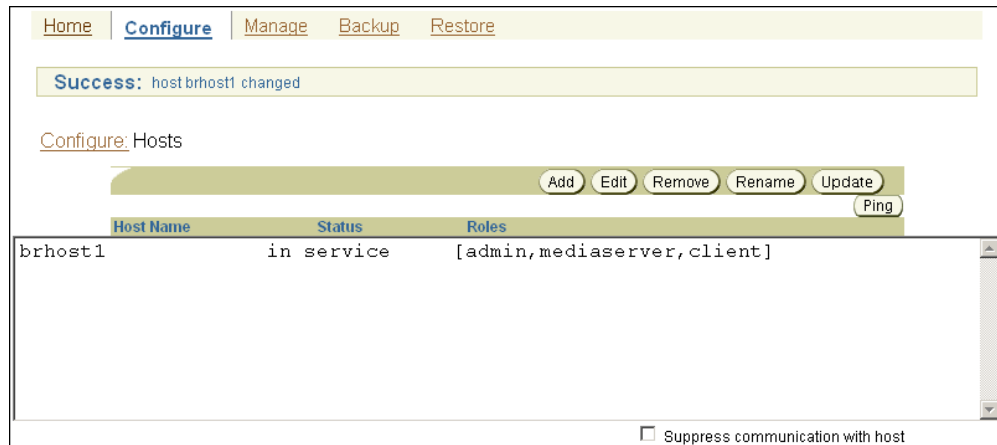 Home Configure Manage Backup Restore
Success: host brhost1 changed
Configure: Hosts
Add Edit Remove Rename Update
Ping
Host Name Status Roles
brhost1 in service [admin,mediaserver,client]
Suppress communication with host